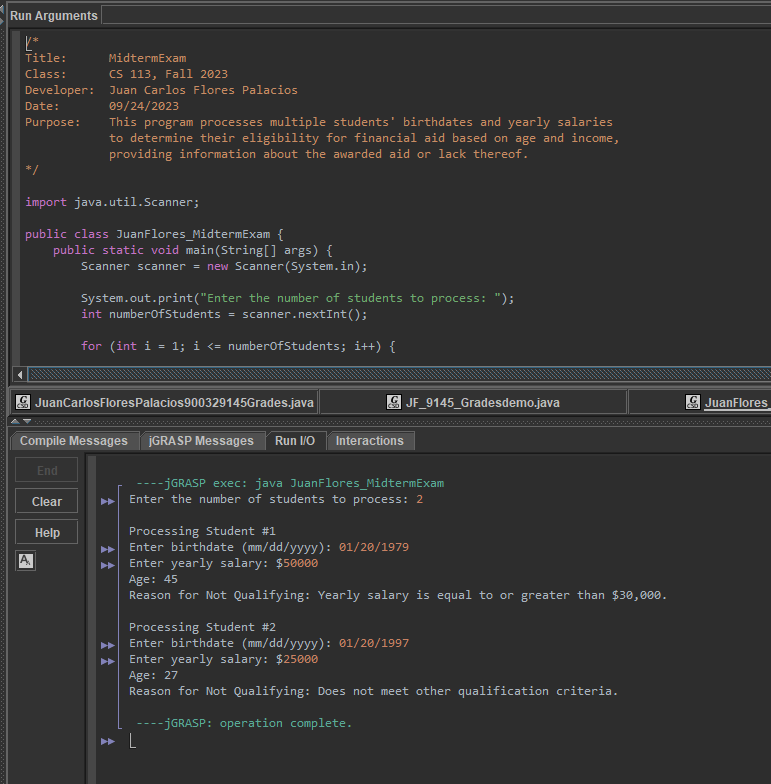 Run Arguments
/*
Title:      MidtermExam
Class:      CS 113, Fall 2023
Developer:  Juan Carlos Flores Palacios
Date:       09/24/2023
Purpose:    This program processes multiple students' birthdates and yearly salaries
            to determine their eligibility for financial aid based on age and income,
            providing information about the awarded aid or lack thereof.
*/
import java.util.Scanner;
public class JuanFlores_MidtermExam {
    public static void main(String[] args) {
        Scanner scanner = new Scanner(System.in);
        System.out.print("Enter the number of students to process: ");
        int numberOfStudents = scanner.nextInt();
        for (int i = 1; i <= numberOfStudents; i++) {
JuanCarlosFloresPalacios900329145Grades.java
JF_9145_Gradesdemo.java
JuanFlores_
Compile Messages
jGRASP Messages
Run I/O
Interactions
End
Clear
Help
 ----jGRASP exec: java JuanFlores_MidtermExam
Enter the number of students to process: 2
Processing Student #1
Enter birthdate (mm/dd/yyyy): 01/20/1979
Enter yearly salary: $50000
Age: 45
Reason for Not Qualifying: Yearly salary is equal to or greater than $30,000.
Processing Student #2
Enter birthdate (mm/dd/yyyy): 01/20/1997
Enter yearly salary: $25000
Age: 27
Reason for Not Qualifying: Does not meet other qualification criteria.
 ----jGRASP: operation complete.